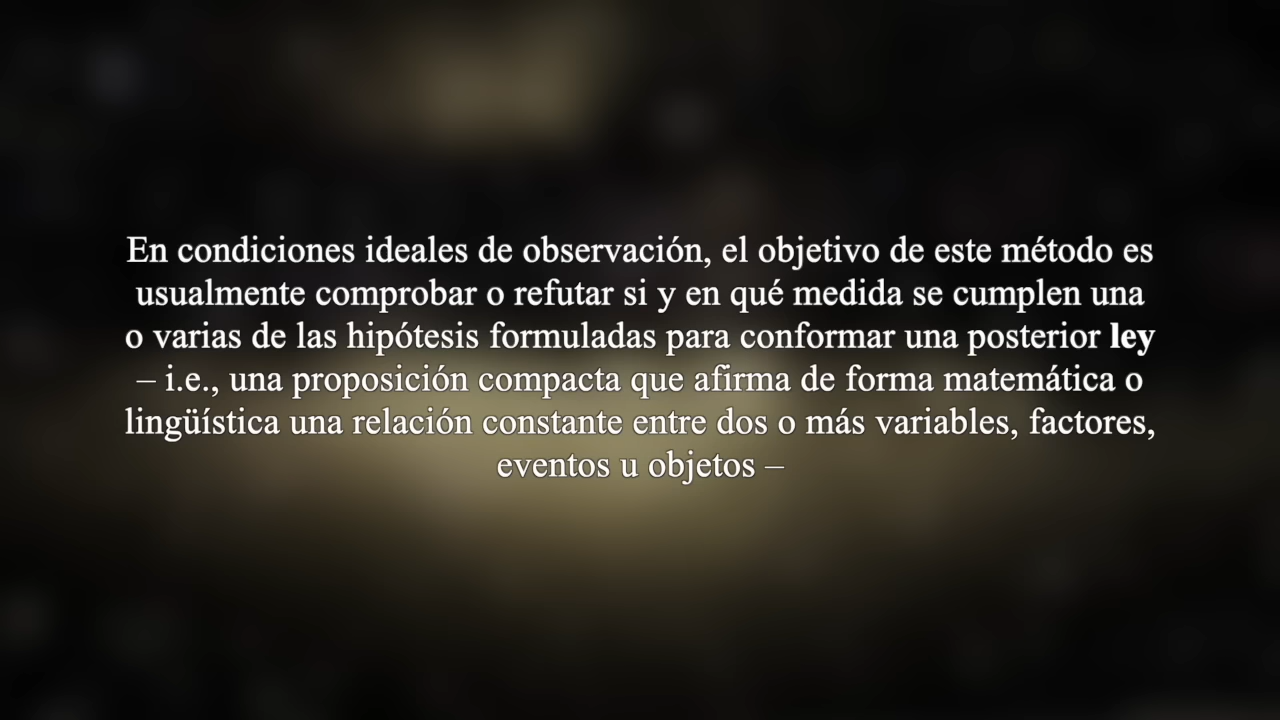 En condiciones ideales de observación, el objetivo de este método es
usualmente comprobar o refutar si y en qué medida se cumplen una
o varias de las hipótesis formuladas para conformar una posterior ley
– i.e., una proposición compacta que afirma de forma matemática o
lingüística una relación constante entre dos o más variables, factores,
eventos u objetos –